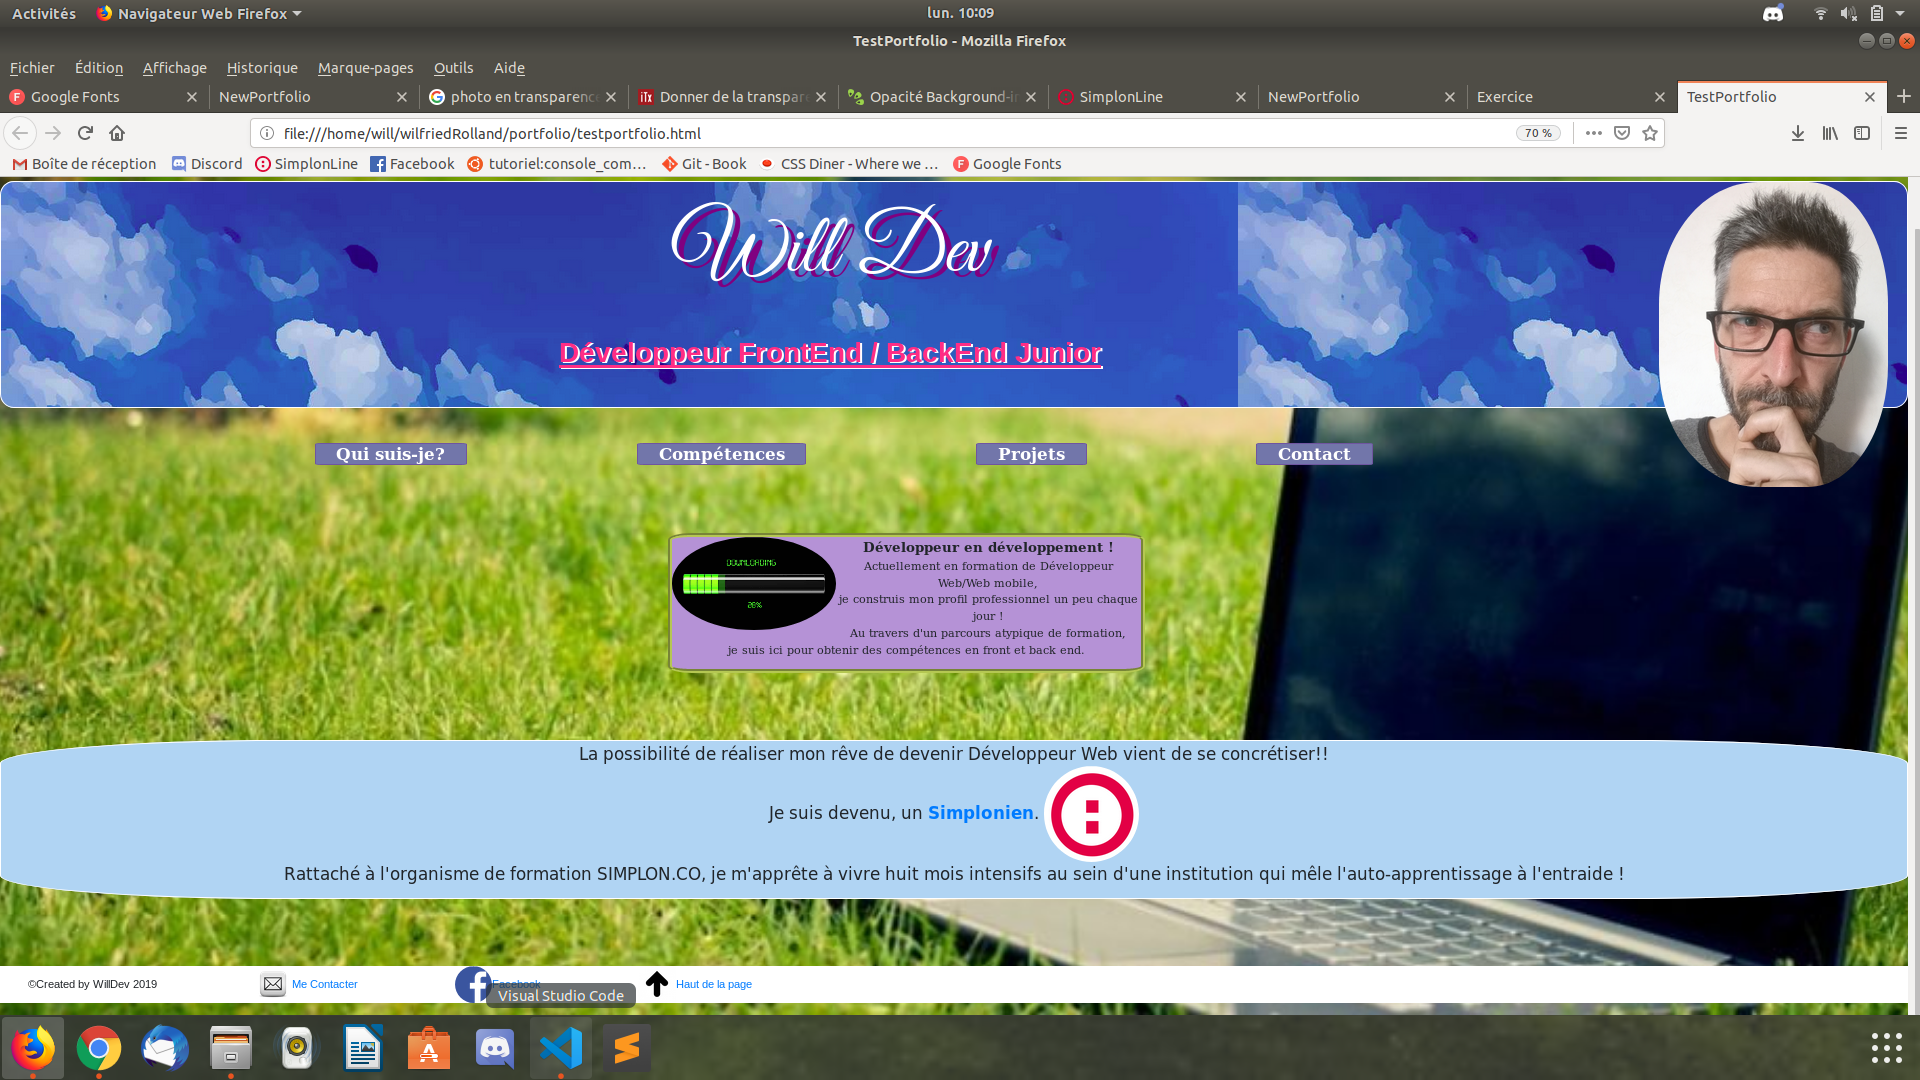 Activités Navigateur Web Firefox lun. 10:09
TestPortfolio - Mozilla Firefox
Fichier Édition Affichage Historique Marque-pages Outils Aide
Google Fonts NewPortfolio photo en transparence Donner de la transpar Opacité Background-i SimplonLine NewPortfolio Exercice TestPortfolio
file:///home/will/wilfriedRolland/portfolio/testportfolio.html 70 %
Boîte de réception Discord SimplonLine Facebook tutoriel:console_com… Git - Book CSS Diner - Where we … Google Fonts
Will Dev
Développeur FrontEnd / BackEnd Junior
Qui suis-je? Compétences Projets Contact
DOWNLOADING
26%
Développeur en développement !
Actuellement en formation de Développeur
Web/Web mobile,
je construis mon profil professionnel un peu chaque
jour !
Au travers d'un parcours atypique de formation,
je suis ici pour obtenir des compétences en front et back end.
La possibilité de réaliser mon rêve de devenir Développeur Web vient de se concrétiser!!
Je suis devenu, un Simplonien.
Rattaché à l'organisme de formation SIMPLON.CO, je m'apprête à vivre huit mois intensifs au sein d'une institution qui mêle l'auto-apprentissage à l'entraide !
©Created by WillDev 2019 Me Contacter Facebook Haut de la page
Visual Studio Code